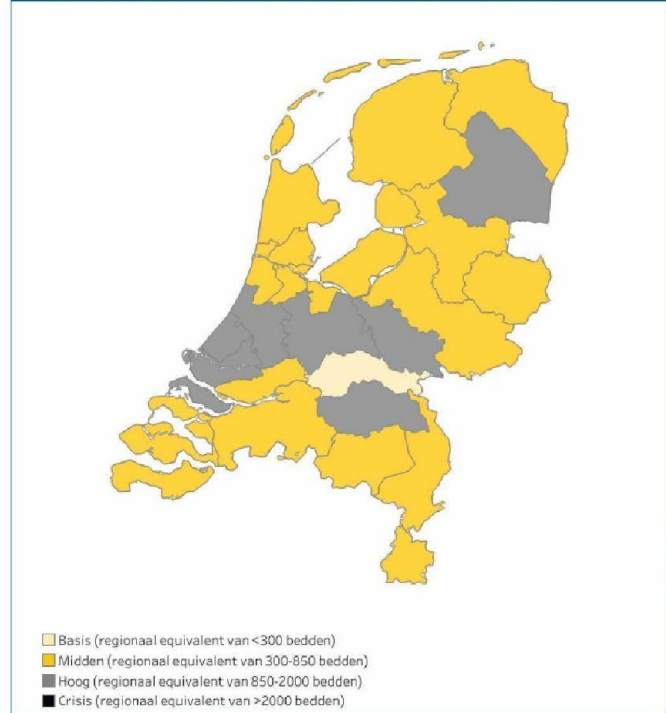 Basis (regionaal equivalent van <300 bedden)
Midden (regionaal equivalent van 300-850 bedden)
Hoog (regionaal equivalent van 850-2000 bedden)
Crisis (regionaal equivalent van >2000 bedden)